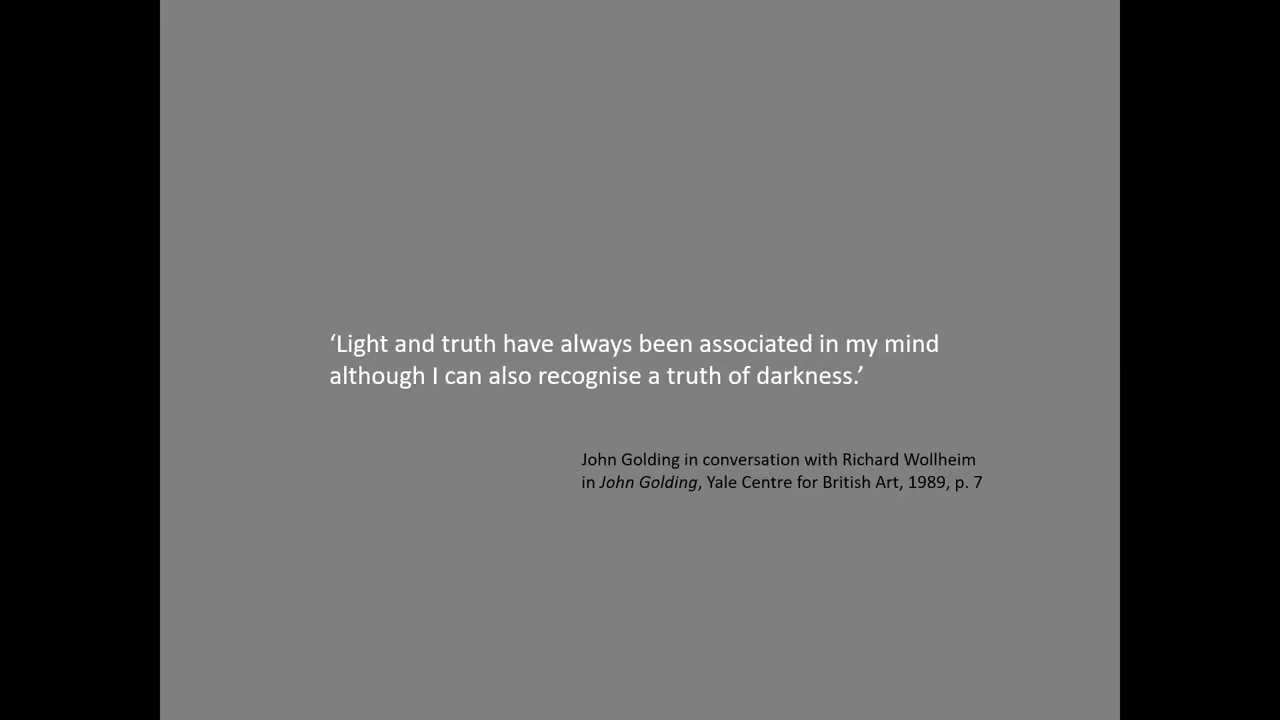 ‘Light and truth have always been associated in my mind
although I can also recognise a truth of darkness.’
John Golding in conversation with Richard Wollheim
in John Golding, Yale Centre for British Art, 1989, p. 7